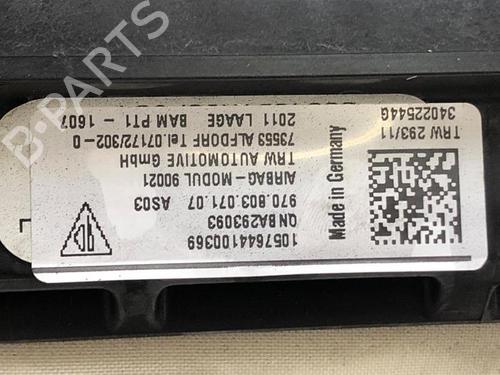 1057644100369
QN BA293093
970.803.071.07 AS03
AIRBAG-MODUL 90021
TRW AUTOMOTIVE GmbH
73553 ALFDORF Tel.07172/302-0
2011 LAAGE BAM PT1 - 1607
Made in Germany
TRW 293/11
34022544G
B-PARTS